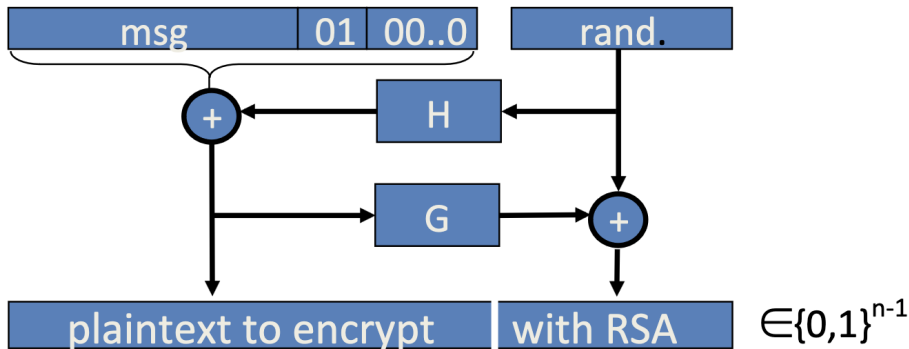 msg 01 00..0 rand.
+ H
G +
plaintext to encrypt with RSA ∈{0,1}ⁿ⁻¹